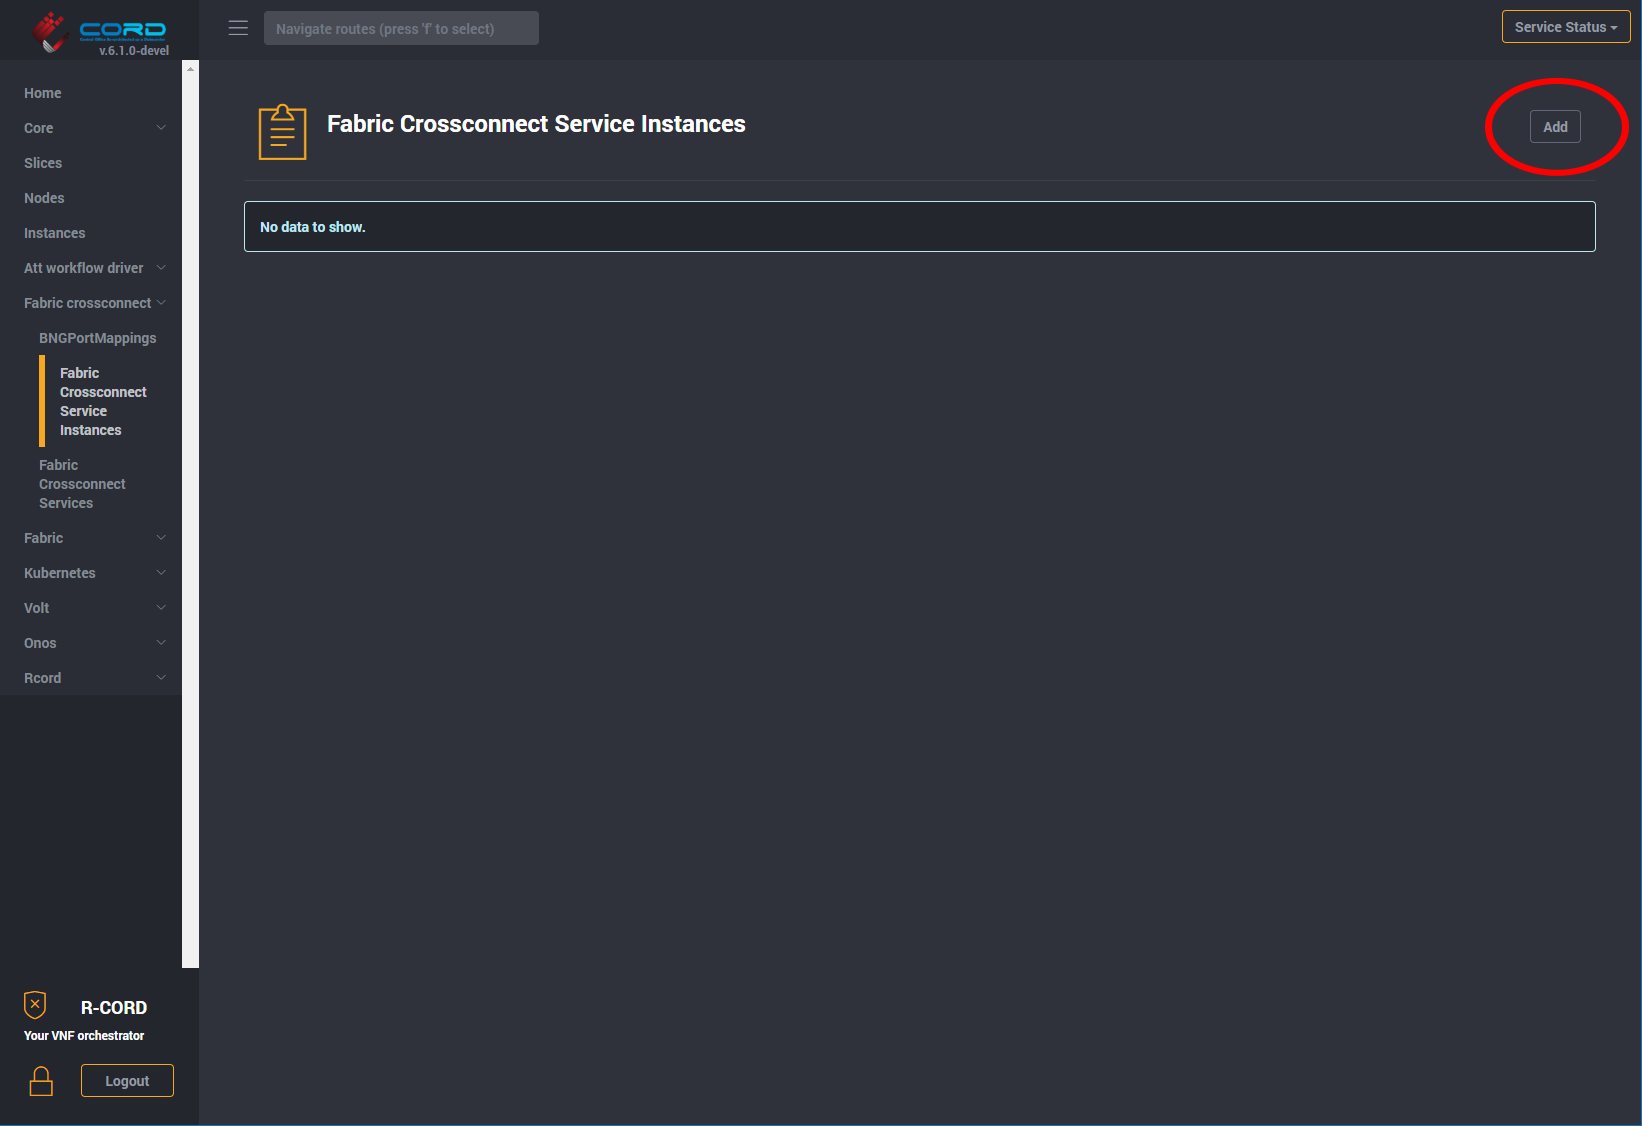 CORD
v.6.1.0-devel
Navigate routes (press 'f' to select)
Service Status
Home
Core
Slices
Nodes
Instances
Att workflow driver
Fabric crossconnect
BNGPortMappings
Fabric
Crossconnect
Service
Instances
Fabric
Crossconnect
Services
Fabric
Kubernetes
Volt
Onos
Rcord
R-CORD
Your VNF orchestrator
Logout
Fabric Crossconnect Service Instances
Add
No data to show.